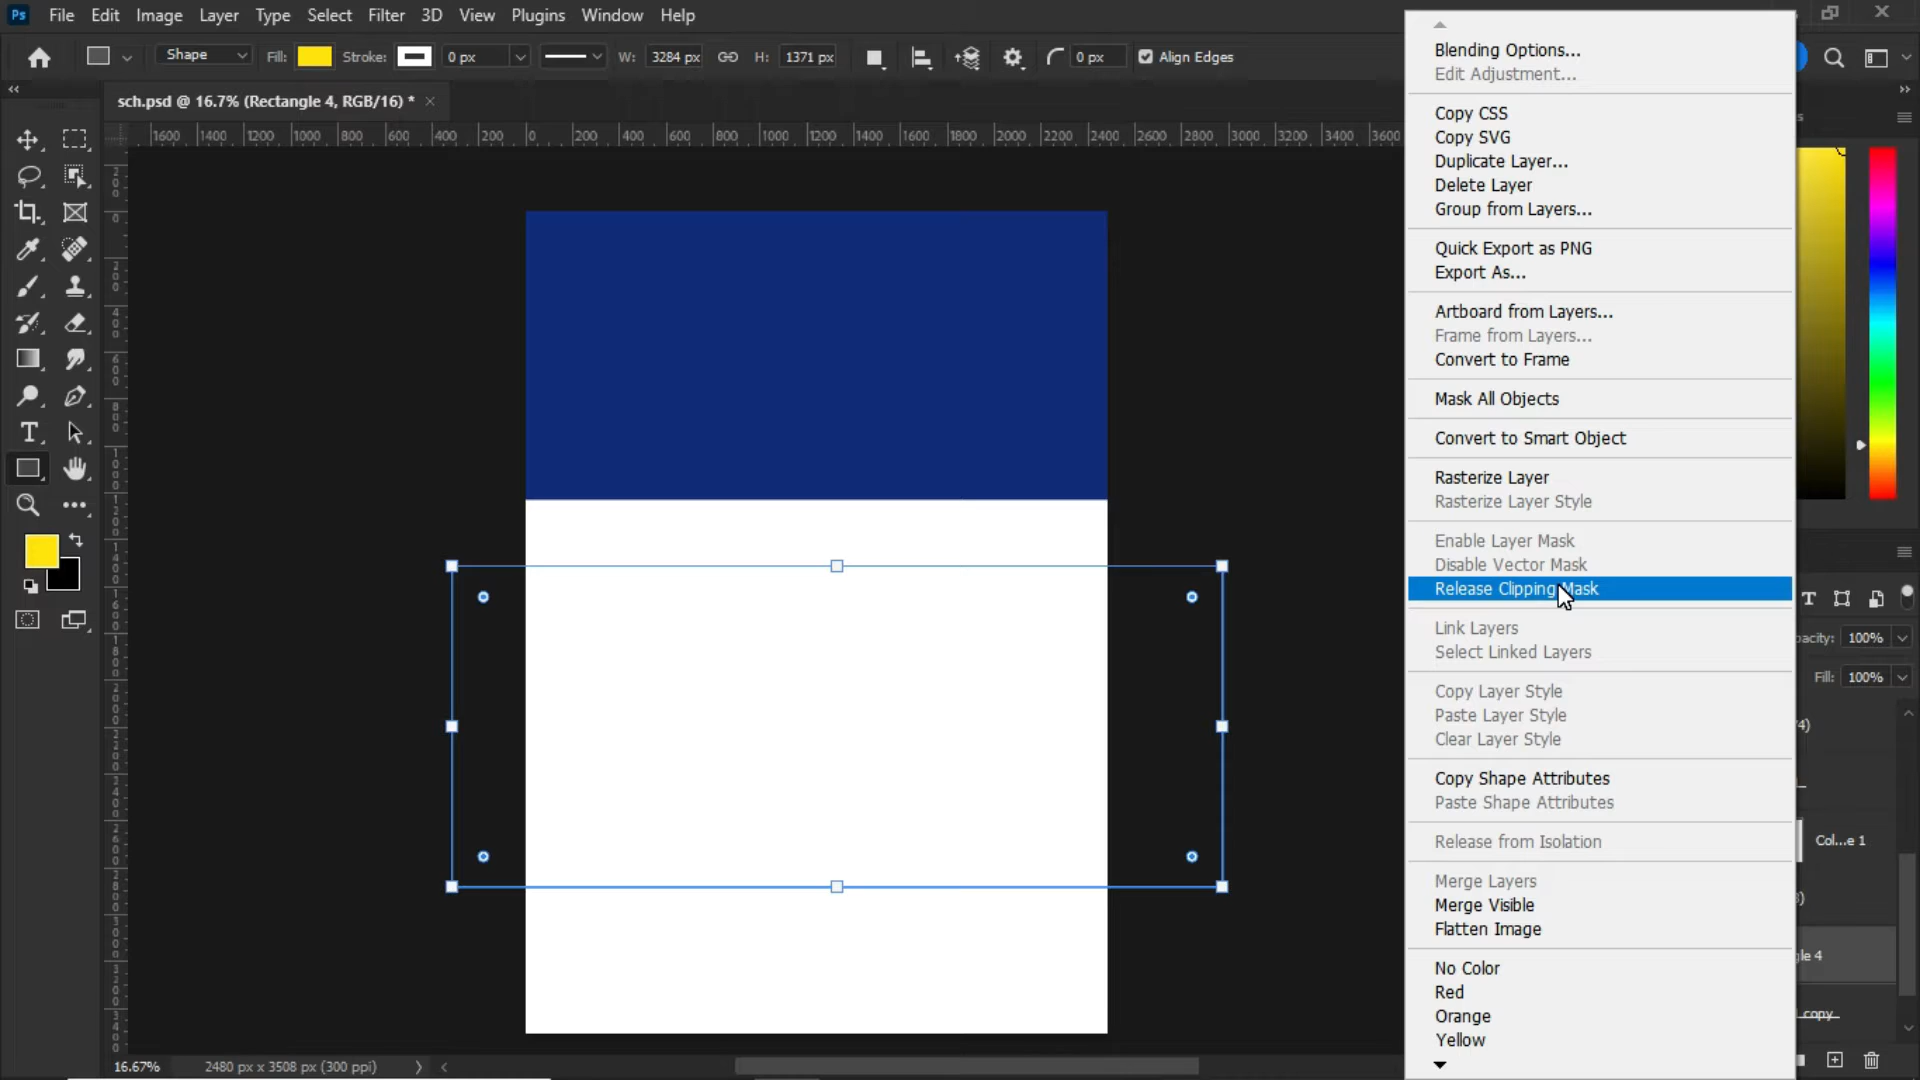 Ps File Edit Image Layer Type Select Filter 3D View Plugins Window Help
Shape Fill: Stroke: 0 px W: 3284 px H: 1371 px 0 px Align Edges
sch.psd @ 16.7% (Rectangle 4, RGB/16) *
1600 1400 1200 1000 800 600 400 200 0 200 400 600 800 1000 1200 1400 1600 1800 2000 2200 2400 2600 2800 3000 3200 3400 3600
Blending Options...
Edit Adjustment...
Copy CSS
Copy SVG
Duplicate Layer...
Delete Layer
Group from Layers...
Quick Export as PNG
Export As...
Artboard from Layers...
Frame from Layers...
Convert to Frame
Mask All Objects
Convert to Smart Object
Rasterize Layer
Rasterize Layer Style
Enable Layer Mask
Disable Vector Mask
Release Clipping Mask
Link Layers
Select Linked Layers
Copy Layer Style
Paste Layer Style
Clear Layer Style
Copy Shape Attributes
Paste Shape Attributes
Release from Isolation
Merge Layers
Merge Visible
Flatten Image
No Color
Red
Orange
Yellow
pacity: 100%
Fill: 100%
4)
Col...e 1
3)
gle 4
copy
16.67% 2480 px x 3508 px (300 ppi)